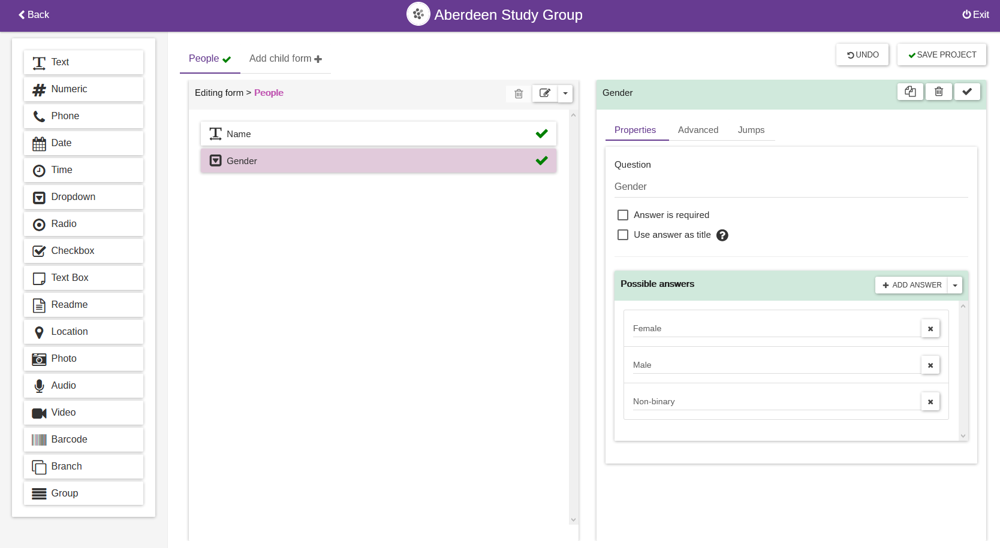 Back
Aberdeen Study Group
Exit
Text
Numeric
Phone
Date
Time
Dropdown
Radio
Checkbox
Text Box
Readme
Location
Photo
Audio
Video
Barcode
Branch
Group
People
Add child form
UNDO
SAVE PROJECT
Editing form > People
Name
Gender
Gender
Properties
Advanced
Jumps
Question
Gender
Answer is required
Use answer as title
Possible answers
ADD ANSWER
Female
Male
Non-binary